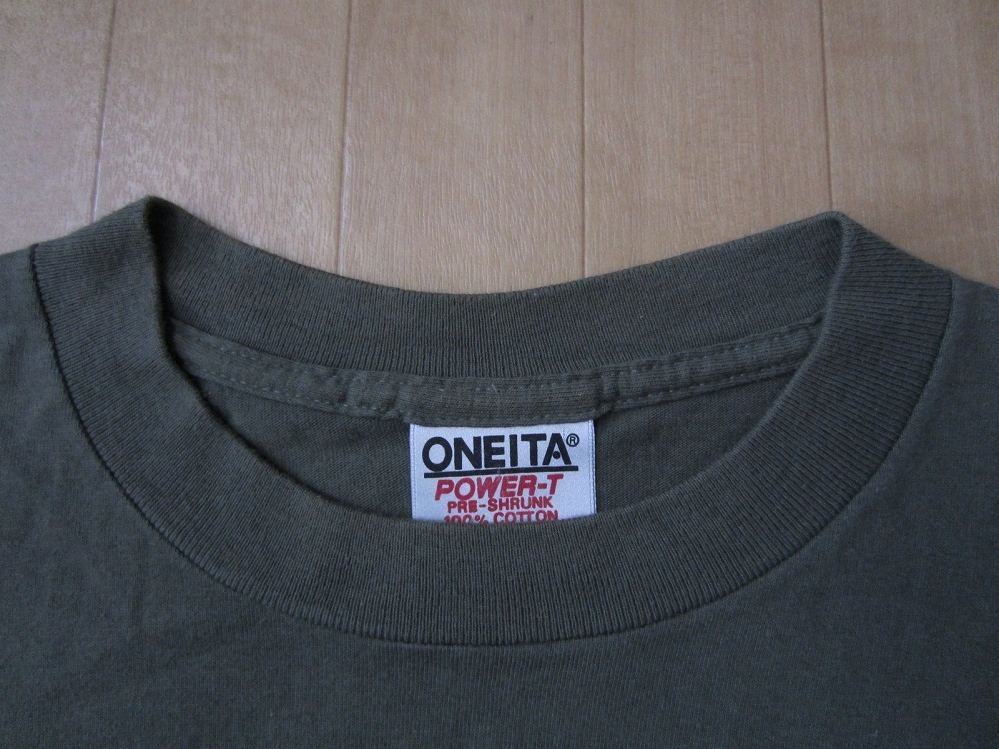 ONEITA®
POWER-T
PRE-SHRUNK
100% COTTON